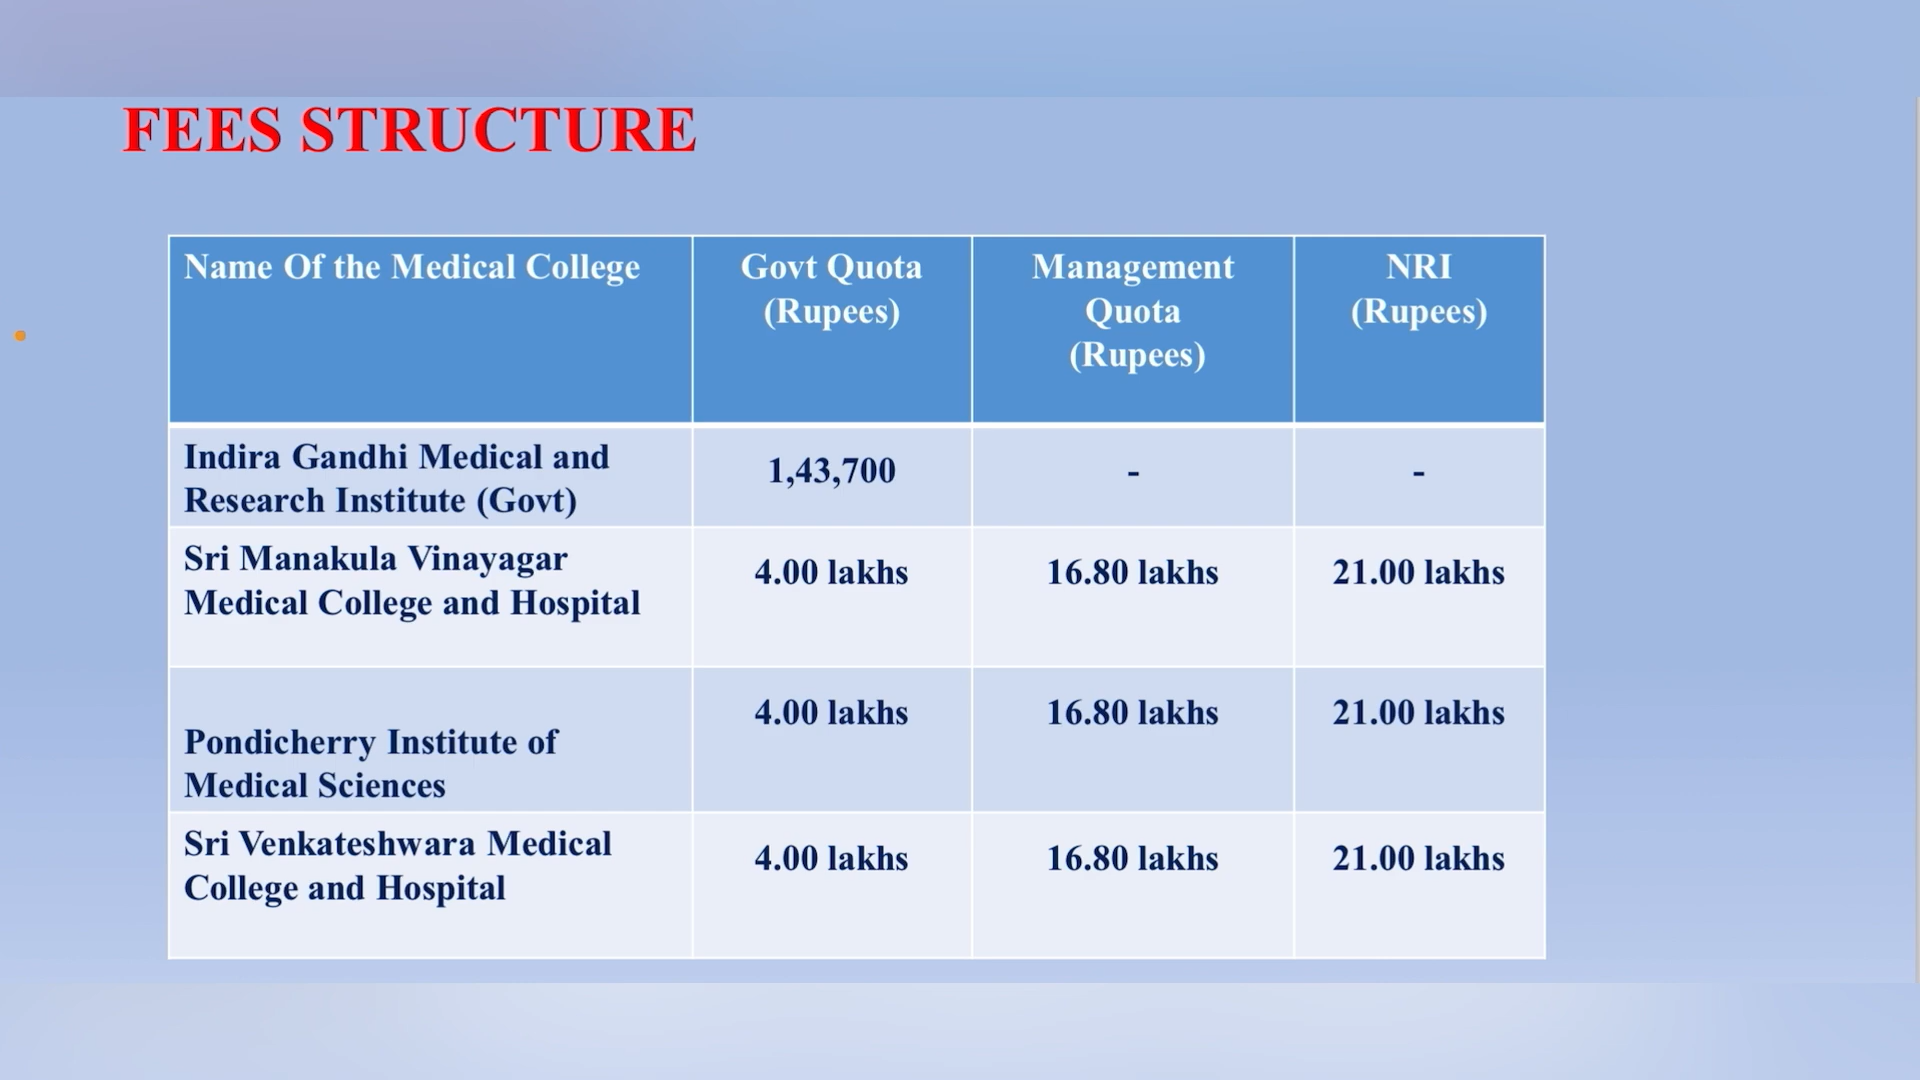 FEES STRUCTURE
Name Of the Medical College
Govt Quota
(Rupees)
Management
Quota
(Rupees)
NRI
(Rupees)
Indira Gandhi Medical and
Research Institute (Govt)
1,43,700
-
-
Sri Manakula Vinayagar
Medical College and Hospital
4.00 lakhs
16.80 lakhs
21.00 lakhs
Pondicherry Institute of
Medical Sciences
4.00 lakhs
16.80 lakhs
21.00 lakhs
Sri Venkateshwara Medical
College and Hospital
4.00 lakhs
16.80 lakhs
21.00 lakhs